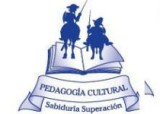 PEDAGOGÍA CULTURAL
Sabiduría Superación